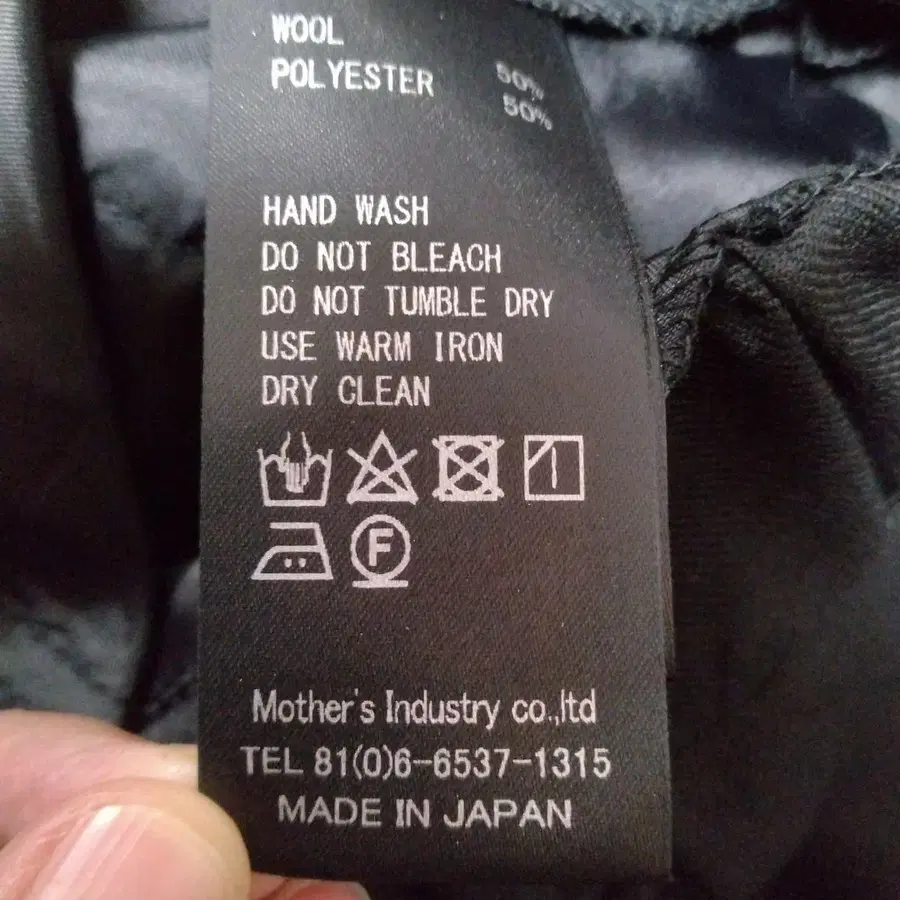 WOOL 50%
POLYESTER 50%
HAND WASH
DO NOT BLEACH
DO NOT TUMBLE DRY
USE WARM IRON
DRY CLEAN
F
Mother's Industry co.,ltd
TEL 81(0)6-6537-1315
MADE IN JAPAN